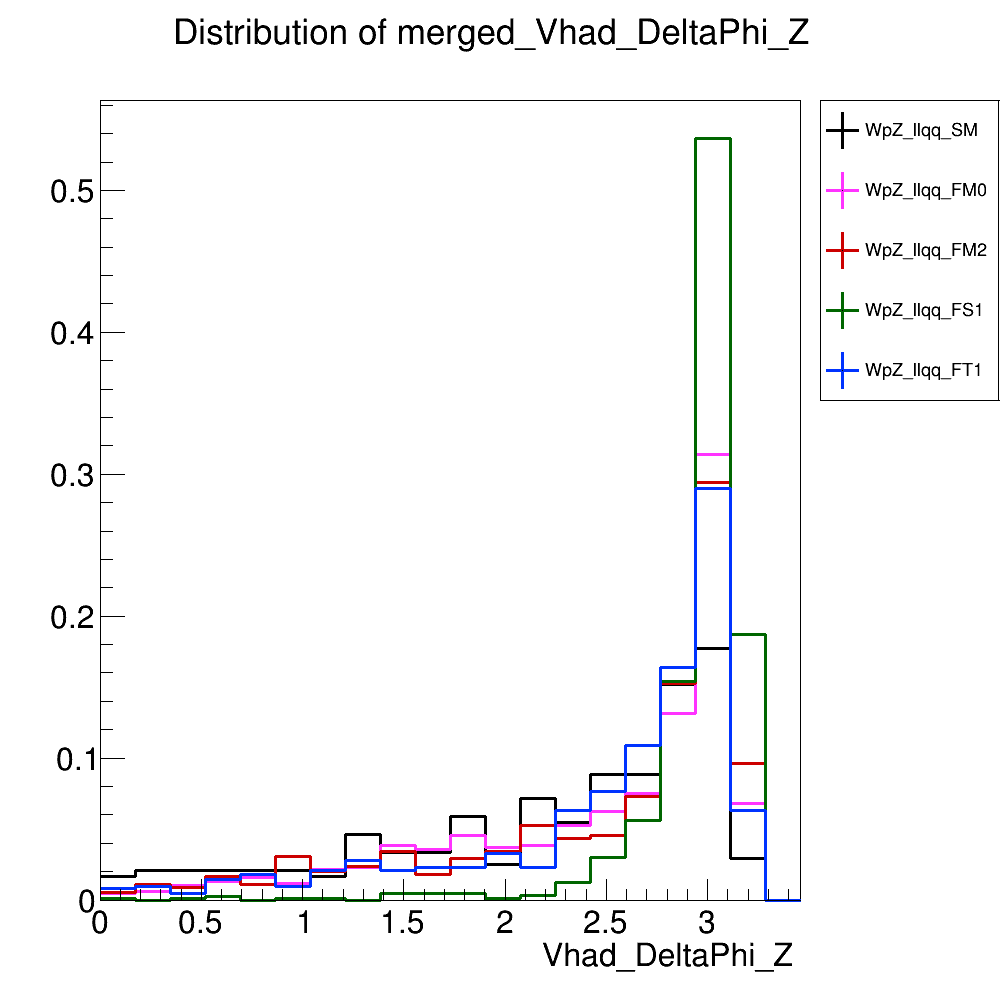 Distribution of merged_Vhad_DeltaPhi_Z
WpZ_llqq_SM
WpZ_llqq_FM0
WpZ_llqq_FM2
WpZ_llqq_FS1
WpZ_llqq_FT1
0.5
0.4
0.3
0.2
0.1
0
0 0.5 1 1.5 2 2.5 3
Vhad_DeltaPhi_Z